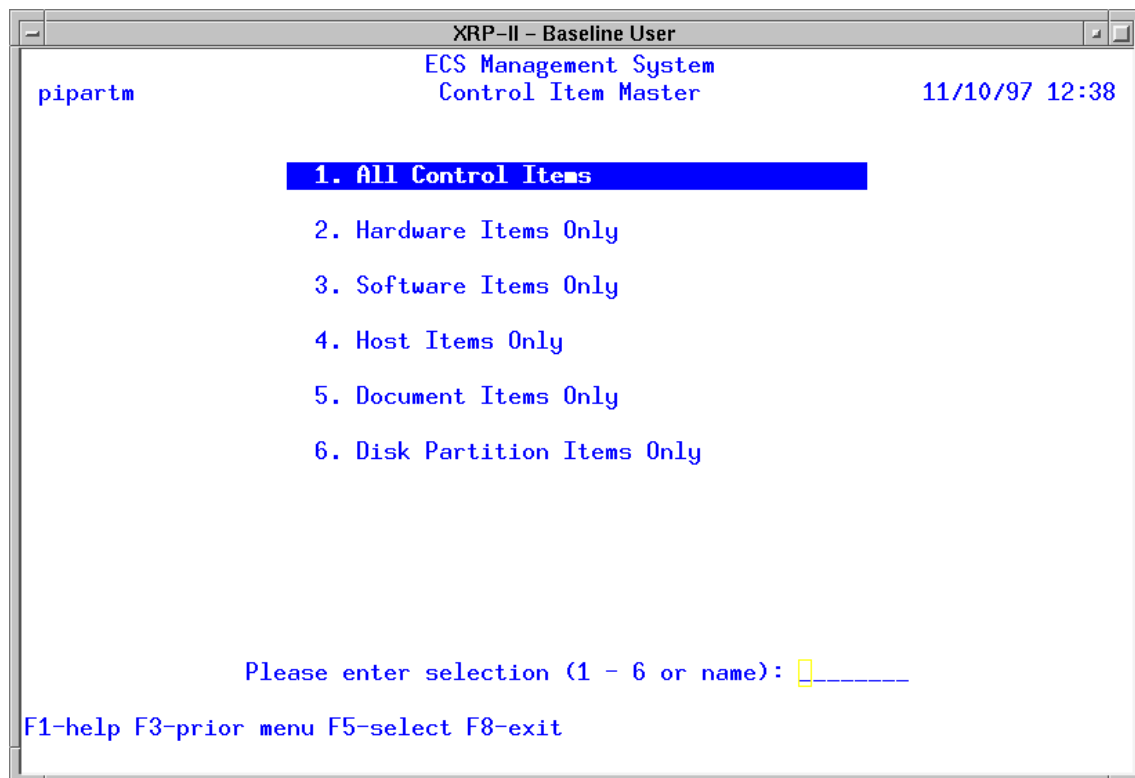 XRP-II - Baseline User
ECS Management System
pipartm Control Item Master 11/10/97 12:38
1. All Control Items
2. Hardware Items Only
3. Software Items Only
4. Host Items Only
5. Document Items Only
6. Disk Partition Items Only
Please enter selection (1 - 6 or name): ________
F1-help F3-prior menu F5-select F8-exit